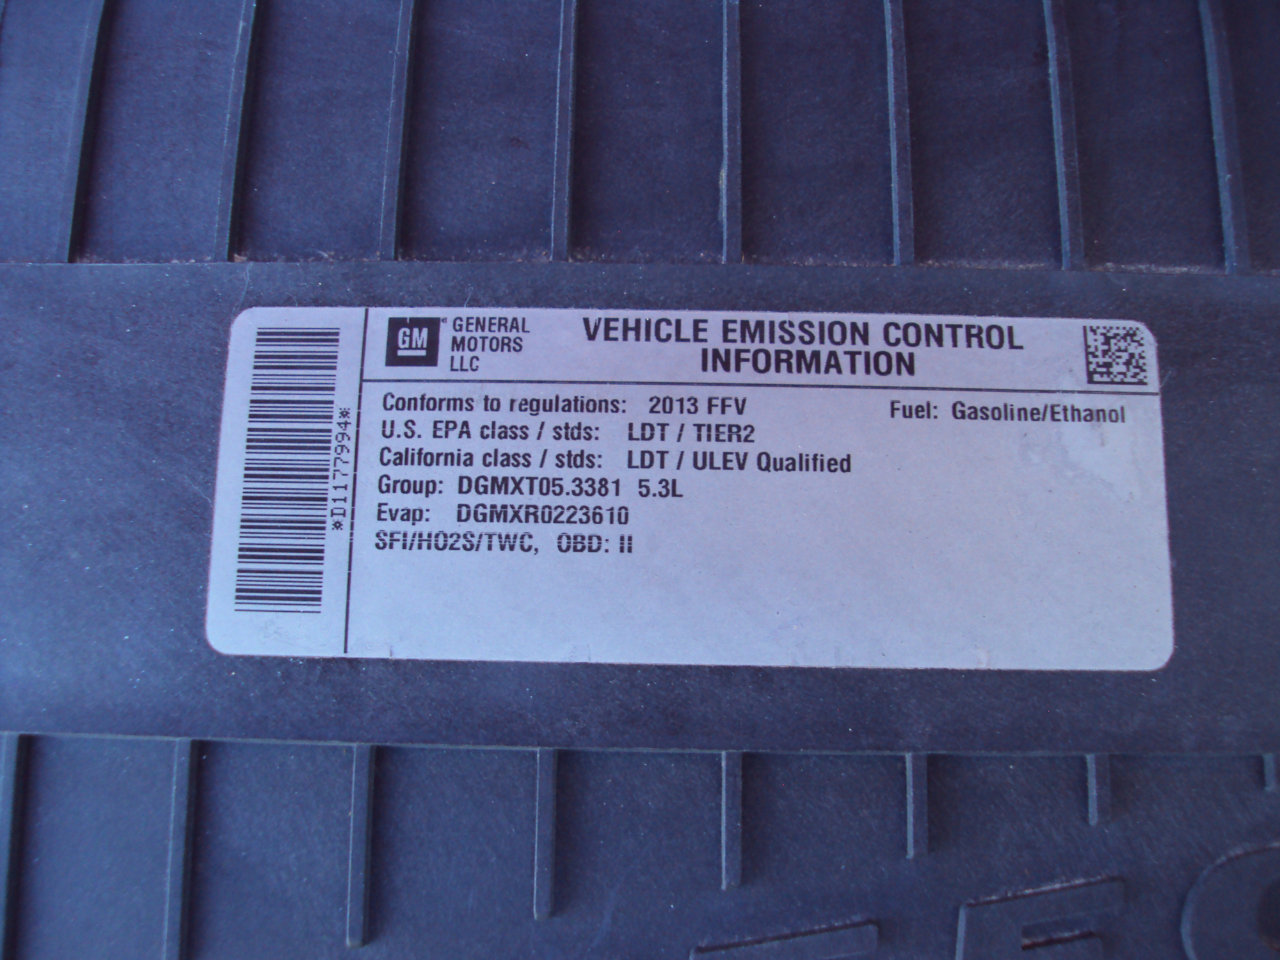 *D1177994*
GM
GENERAL
MOTORS
LLC
VEHICLE EMISSION CONTROL
INFORMATION
Conforms to regulations: 2013 FFV
Fuel: Gasoline/Ethanol
U.S. EPA class / stds: LDT / TIER2
California class / stds: LDT / ULEV Qualified
Group: DGMXT05.3381 5.3L
Evap: DGMXR0223610
SFI/HO2S/TWC, OBD: II